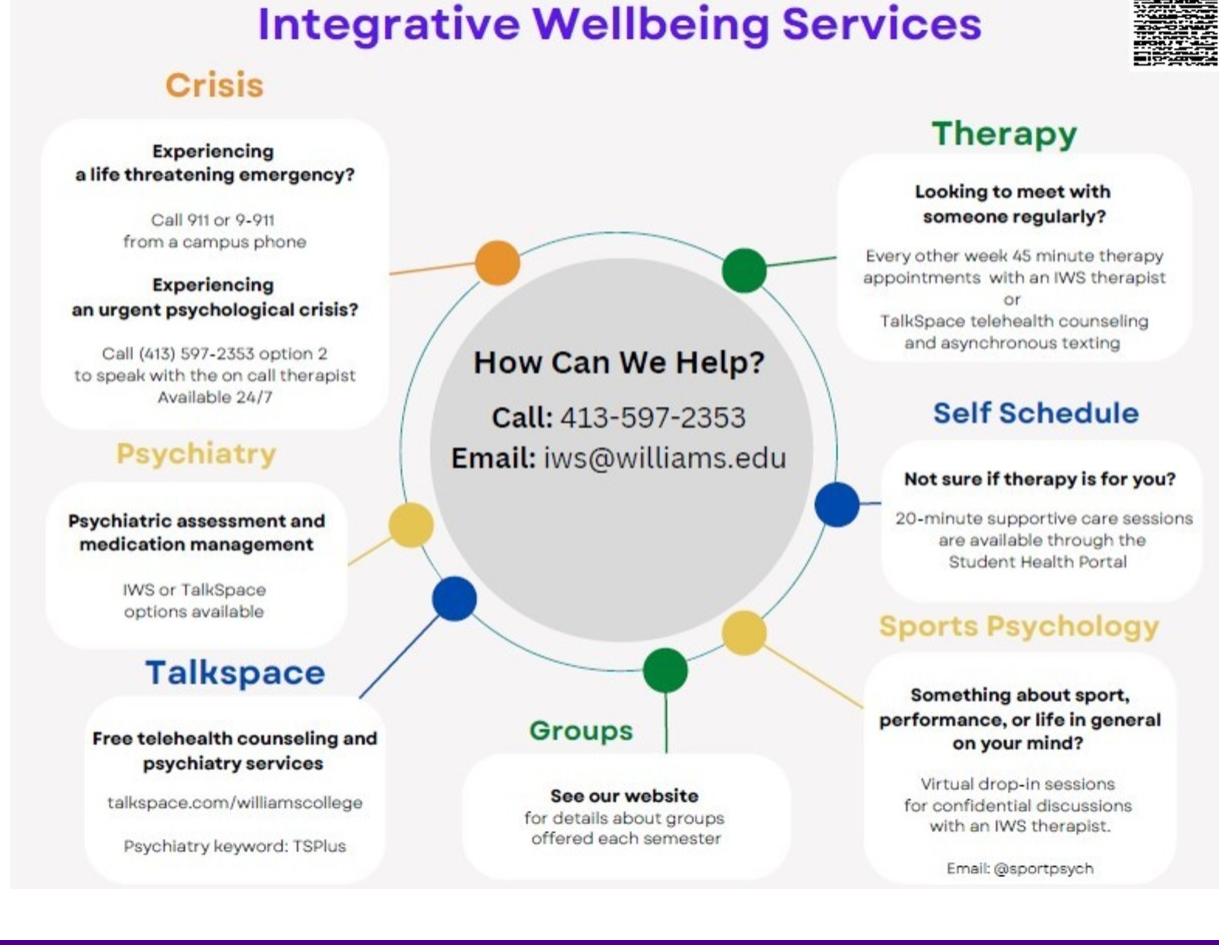 Integrative Wellbeing Services
Crisis
Experiencing
a life threatening emergency?
Call 911 or 9-911
from a campus phone
Experiencing
an urgent psychological crisis?
Call (413) 597-2353 option 2
to speak with the on call therapist
Available 24/7
Psychiatry
Psychiatric assessment and
medication management
IWS or TalkSpace
options available
Talkspace
Free telehealth counseling and
psychiatry services
talkspace.com/williamscollege
Psychiatry keyword: TSPlus
How Can We Help?
Call: 413-597-2353
Email: iws@williams.edu
Groups
See our website
for details about groups
offered each semester
Therapy
Looking to meet with
someone regularly?
Every other week 45 minute therapy
appointments with an IWS therapist
or
TalkSpace telehealth counseling
and asynchronous texting
Self Schedule
Not sure if therapy is for you?
20-minute supportive care sessions
are available through the
Student Health Portal
Sports Psychology
Something about sport,
performance, or life in general
on your mind?
Virtual drop-in sessions
for confidential discussions
with an IWS therapist.
Email: @sportpsych